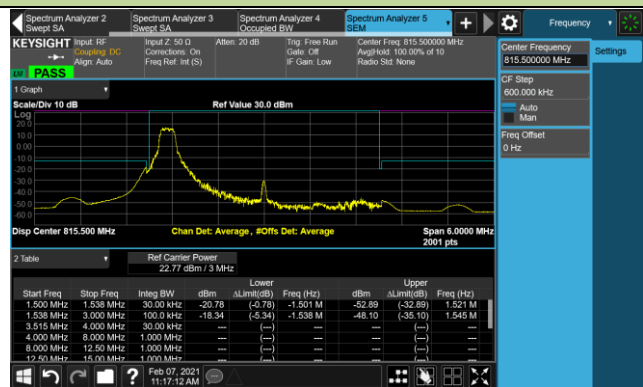 Spectrum Analyzer 2
Swept SA
Spectrum Analyzer 3
Swept SA
Spectrum Analyzer 4
Occupied BW
Spectrum Analyzer 5
SEM
Frequency
KEYSIGHT
Input: RF
Coupling: DC
Align: Auto
Input Z: 50 Ω
Corrections: On
Freq Ref: Int (S)
Atten: 20 dB
Trig: Free Run
Gate: Off
IF Gain: Low
Center Freq: 815.500000 MHz
Avg|Hold: 100.00% of 10
Radio Std: None
PASS
Center Frequency
815.500000 MHz
Settings
CF Step
600.000 kHz
Auto
Man
Freq Offset
0 Hz
1 Graph
Scale/Div 10 dB
Ref Value 30.0 dBm
Log
20.0
10.0
0.00
-10.0
-20.0
-30.0
-40.0
-50.0
-60.0
Disp Center 815.500 MHz
Chan Det: Average, #Offs Det: Average
Span 6.0000 MHz
2001 pts
2 Table
Ref Carrier Power
22.77 dBm / 3 MHz
Lower Upper
Start Freq Stop Freq Integ BW dBm ΔLimit(dB) Freq (Hz) dBm ΔLimit(dB) Freq (Hz)
1.500 MHz 1.538 MHz 30.00 kHz -20.78 (-0.78) -1.507 M -52.89 (-32.89) 1.521 M
1.538 MHz 3.000 MHz 100.0 kHz -18.34 (-5.34) -1.538 M -48.10 (-35.10) 1.545 M
3.515 MHz 4.000 MHz 30.00 kHz --- (---) --- --- (---) ---
4.000 MHz 8.000 MHz 1.000 MHz --- (---) --- --- (---) ---
8.000 MHz 12.50 MHz 1.000 MHz --- (---) --- --- (---) ---
12.50 MHz 15.00 MHz 1.000 MHz --- (---) --- --- (---) ---
?
Feb 07, 2021
11:17:12 AM